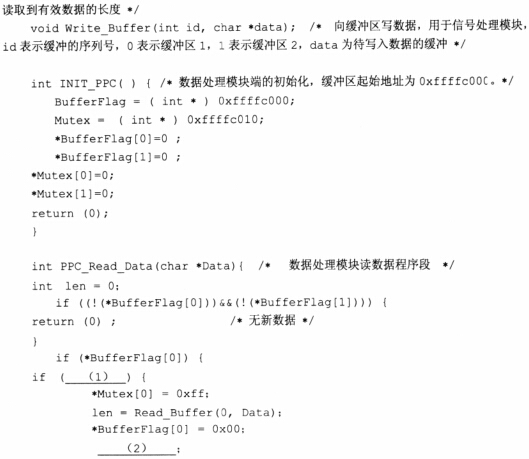 读取到有效数据的长度 */
void Write_Buffer(int id, char *data); /* 向缓冲区写数据，用于信号处理模块，
id 表示缓冲的序列号，0 表示缓冲区 1，1 表示缓冲区 2，data 为待写入数据的缓冲 */
int INIT_PPC( ) { /* 数据处理模块端的初始化，缓冲区起始地址为 0xffffc000。*/
BufferFlag = ( int * ) 0xffffc000;
Mutex = ( int * ) 0xffffc010;
*BufferFlag[0]=0 ;
*BufferFlag[1]=0 ;
*Mutex[0]=0;
*Mutex[1]=0;
return (0);
}
int PPC_Read_Data(char *Data){ /* 数据处理模块读数据程序段 */
int len = 0;
if ((!(*BufferFlag[0]))&&(!(*BufferFlag[1]))) {
return (0) ; /* 无新数据 */
}
if (*BufferFlag[0]) {
if ( (1) ) {
*Mutex[0] = 0xff;
len = Read_Buffer(0, Data);
*BufferFlag[0] = 0x00;
(2) ;